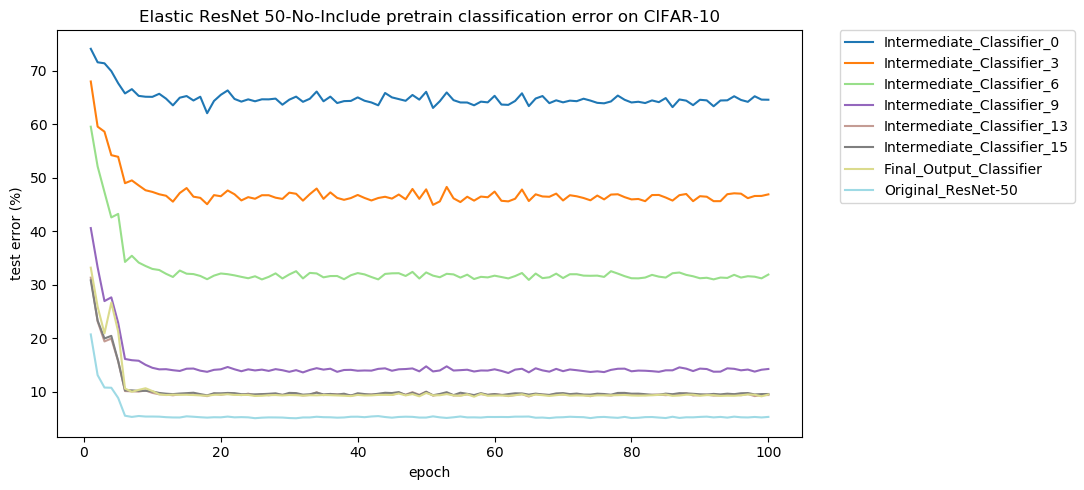 Elastic ResNet 50-No-Include pretrain classification error on CIFAR-10
test error (%)
70
60
50
40
30
20
10
0
20
40
60
80
100
epoch
Intermediate_Classifier_0
Intermediate_Classifier_3
Intermediate_Classifier_6
Intermediate_Classifier_9
Intermediate_Classifier_13
Intermediate_Classifier_15
Final_Output_Classifier
Original_ResNet-50